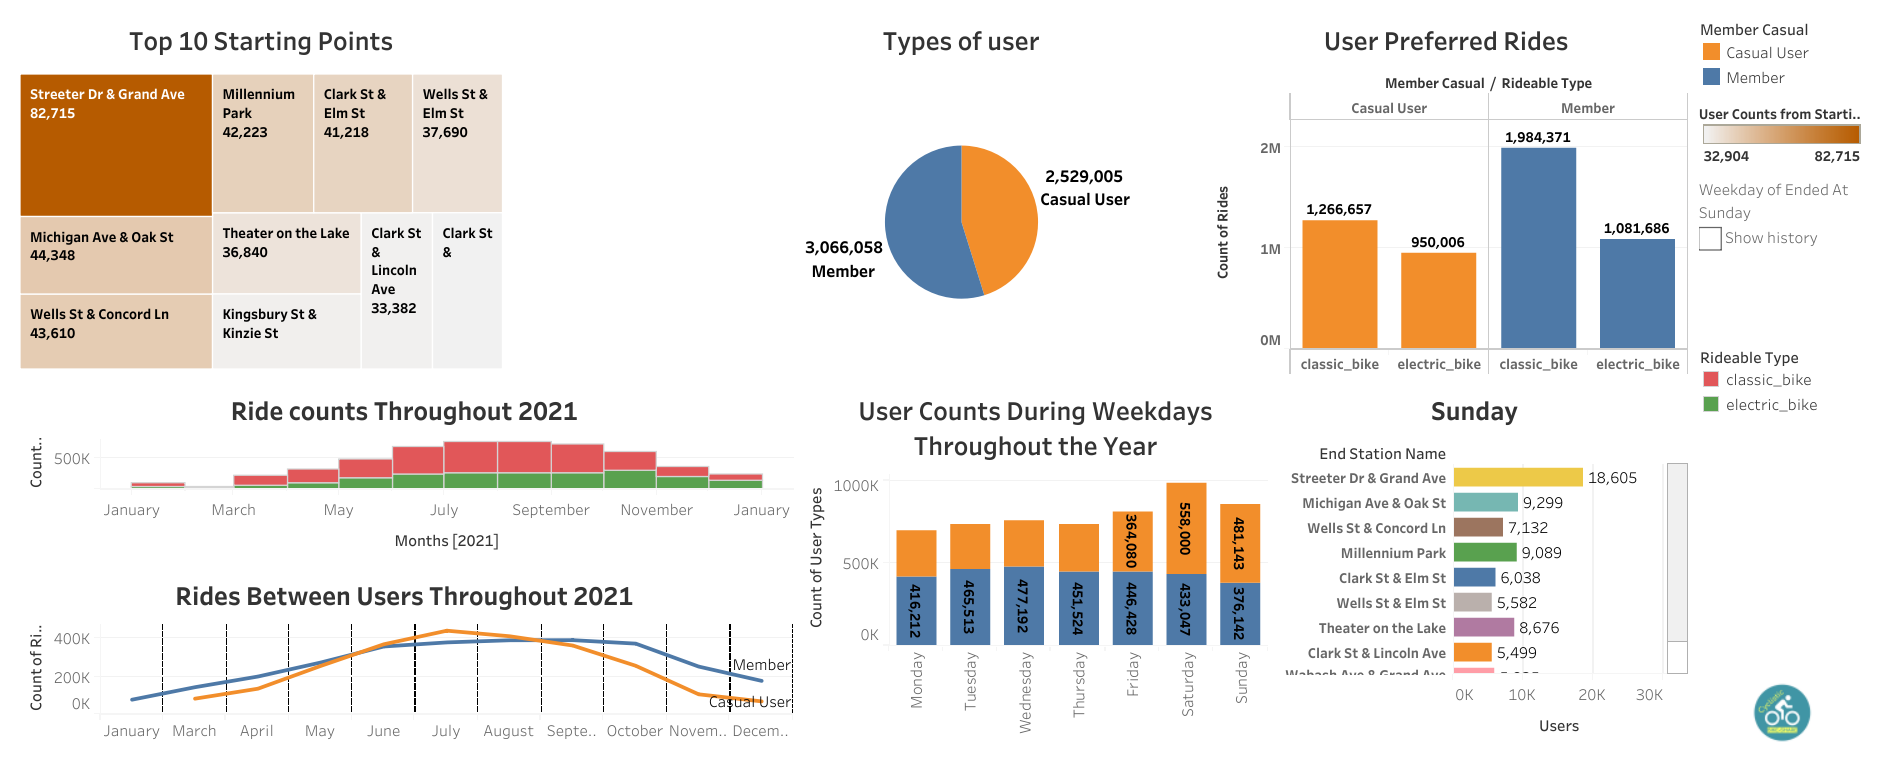 Top 10 Starting Points
Streeter Dr & Grand Ave
82,715
Millennium
Park
42,223
Clark St &
Elm St
41,218
Wells St &
Elm St
37,690
Michigan Ave & Oak St
44,348
Theater on the Lake
36,840
Clark St
&
Lincoln
Ave
33,382
Clark St
&
Wells St & Concord Ln
43,610
Kingsbury St &
Kinzie St
Types of user
2,529,005
Casual User
3,066,058
Member
User Preferred Rides
Member Casual / Rideable Type
Casual User
Member
Count of Rides
2M
1M
0M
1,266,657
950,006
1,984,371
1,081,686
classic_bike
electric_bike
classic_bike
electric_bike
Member Casual
Casual User
Member
User Counts from Starti..
32,904
82,715
Weekday of Ended At
Sunday
Show history
Rideable Type
classic_bike
electric_bike
Ride counts Throughout 2021
Count..
500K
January
March
May
July
September
November
January
Months [2021]
Rides Between Users Throughout 2021
Count of Ri..
400K
200K
0K
Member
Casual User
January
March
April
May
June
July
August
Septe..
October
Novem..
Decem..
User Counts During Weekdays
Throughout the Year
Count of User Types
1000K
500K
0K
416,212
465,513
477,192
451,524
364,080
446,428
558,000
433,047
481,143
376,142
Monday
Tuesday
Wednesday
Thursday
Friday
Saturday
Sunday
Sunday
End Station Name
Streeter Dr & Grand Ave
18,605
Michigan Ave & Oak St
9,299
Wells St & Concord Ln
7,132
Millennium Park
9,089
Clark St & Elm St
6,038
Wells St & Elm St
5,582
Theater on the Lake
8,676
Clark St & Lincoln Ave
5,499
Wabash Ave & Grand Ave
0K
10K
20K
30K
Users
Cyclistic